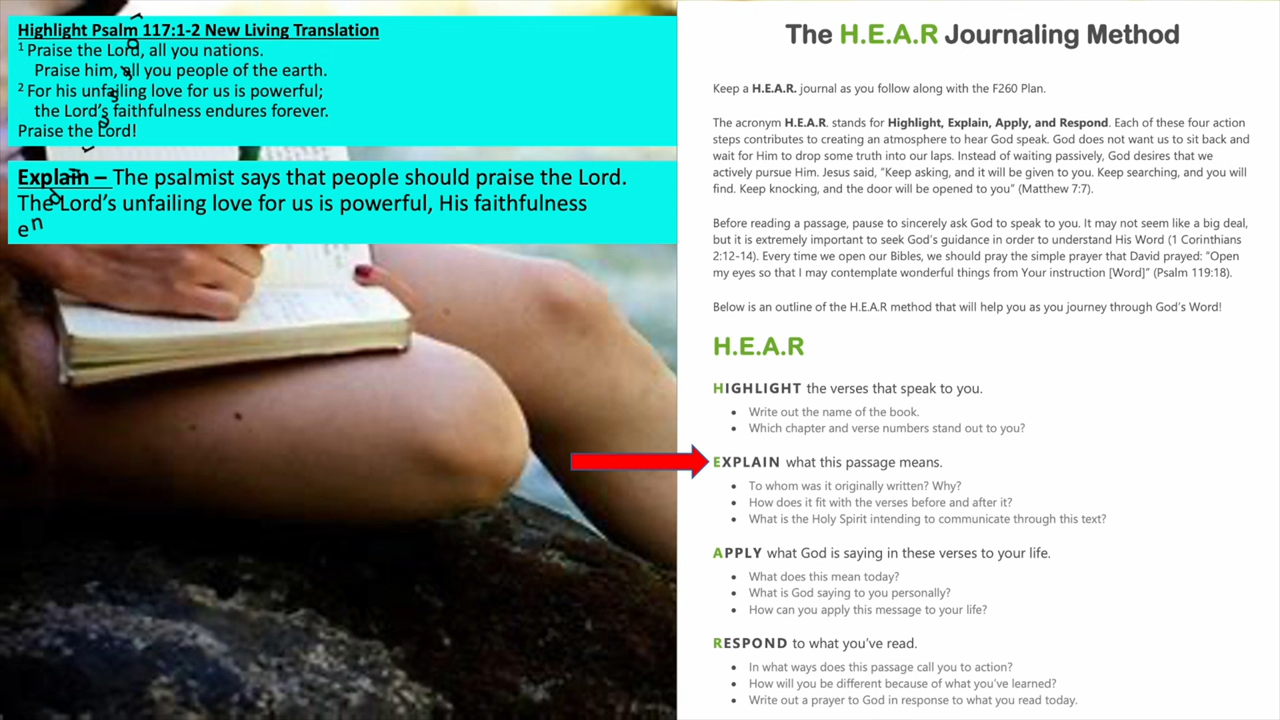 Highlight Psalm 117:1-2 New Living Translation
1 Praise the Lord, all you nations.
Praise him, all you people of the earth.
2 For his unfailing love for us is powerful;
the Lord’s faithfulness endures forever.
Praise the Lord!
Explain – The psalmist says that people should praise the Lord.
The Lord’s unfailing love for us is powerful, His faithfulness
en
The H.E.A.R Journaling Method
Keep a H.E.A.R. journal as you follow along with the F260 Plan.
The acronym H.E.A.R. stands for Highlight, Explain, Apply, and Respond. Each of these four action
steps contributes to creating an atmosphere to hear God speak. God does not want us to sit back and
wait for Him to drop some truth into our laps. Instead of waiting passively, God desires that we
actively pursue Him. Jesus said, “Keep asking, and it will be given to you. Keep searching, and you will
find. Keep knocking, and the door will be opened to you” (Matthew 7:7).
Before reading a passage, pause to sincerely ask God to speak to you. It may not seem like a big deal,
but it is extremely important to seek God’s guidance in order to understand His Word (1 Corinthians
2:12-14). Every time we open our Bibles, we should pray the simple prayer that David prayed: “Open
my eyes so that I may contemplate wonderful things from Your instruction [Word]” (Psalm 119:18).
Below is an outline of the H.E.A.R method that will help you as you journey through God’s Word!
H.E.A.R
HIGHLIGHT the verses that speak to you.
• Write out the name of the book.
• Which chapter and verse numbers stand out to you?
EXPLAIN what this passage means.
• To whom was it originally written? Why?
• How does it fit with the verses before and after it?
• What is the Holy Spirit intending to communicate through this text?
APPLY what God is saying in these verses to your life.
• What does this mean today?
• What is God saying to you personally?
• How can you apply this message to your life?
RESPOND to what you’ve read.
• In what ways does this passage call you to action?
• How will you be different because of what you’ve learned?
• Write out a prayer to God in response to what you read today.